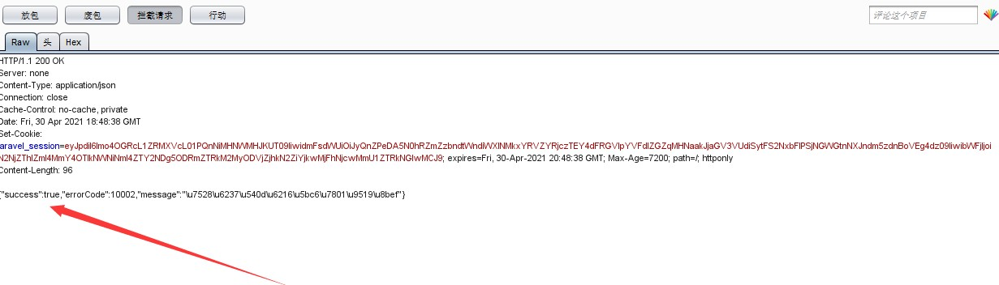 放包 废包 拦截请求 行动 评论这个项目
Raw 头 Hex
HTTP/1.1 200 OK
Server: none
Content-Type: application/json
Connection: close
Cache-Control: no-cache, private
Date: Fri, 30 Apr 2021 18:48:38 GMT
Set-Cookie:
expires=Fri, 30-Apr-2021 20:48:38 GMT; Max-Age=7200; path=/; httponly
Content-Length: 96
"success":true,"errorCode":10002,"message":"\u7528\u6237\u540d\u6216\u5bc6\u7801\u9519\u8bef"}